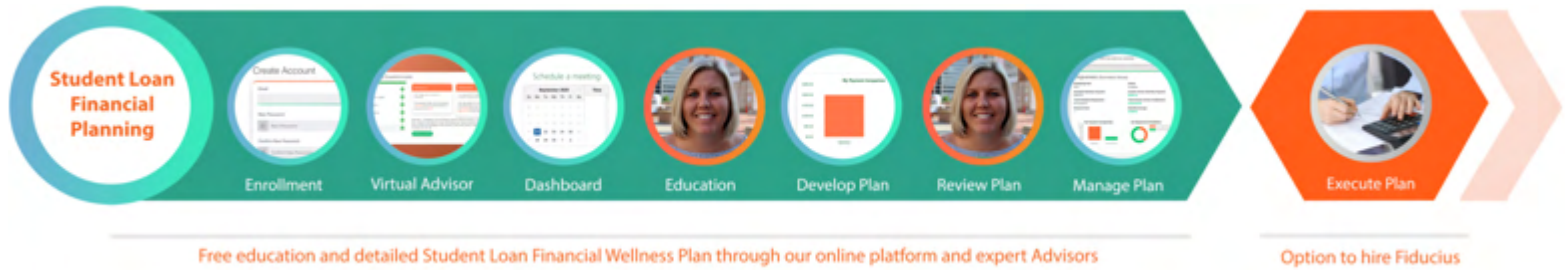 Student Loan
Financial
Planning
Create Account
Schedule a meeting
Enrollment
Virtual Advisor
Dashboard
Education
Develop Plan
Review Plan
Manage Plan
Execute Plan
Free education and detailed Student Loan Financial Wellness Plan through our online platform and expert Advisors
Option to hire Fiducius